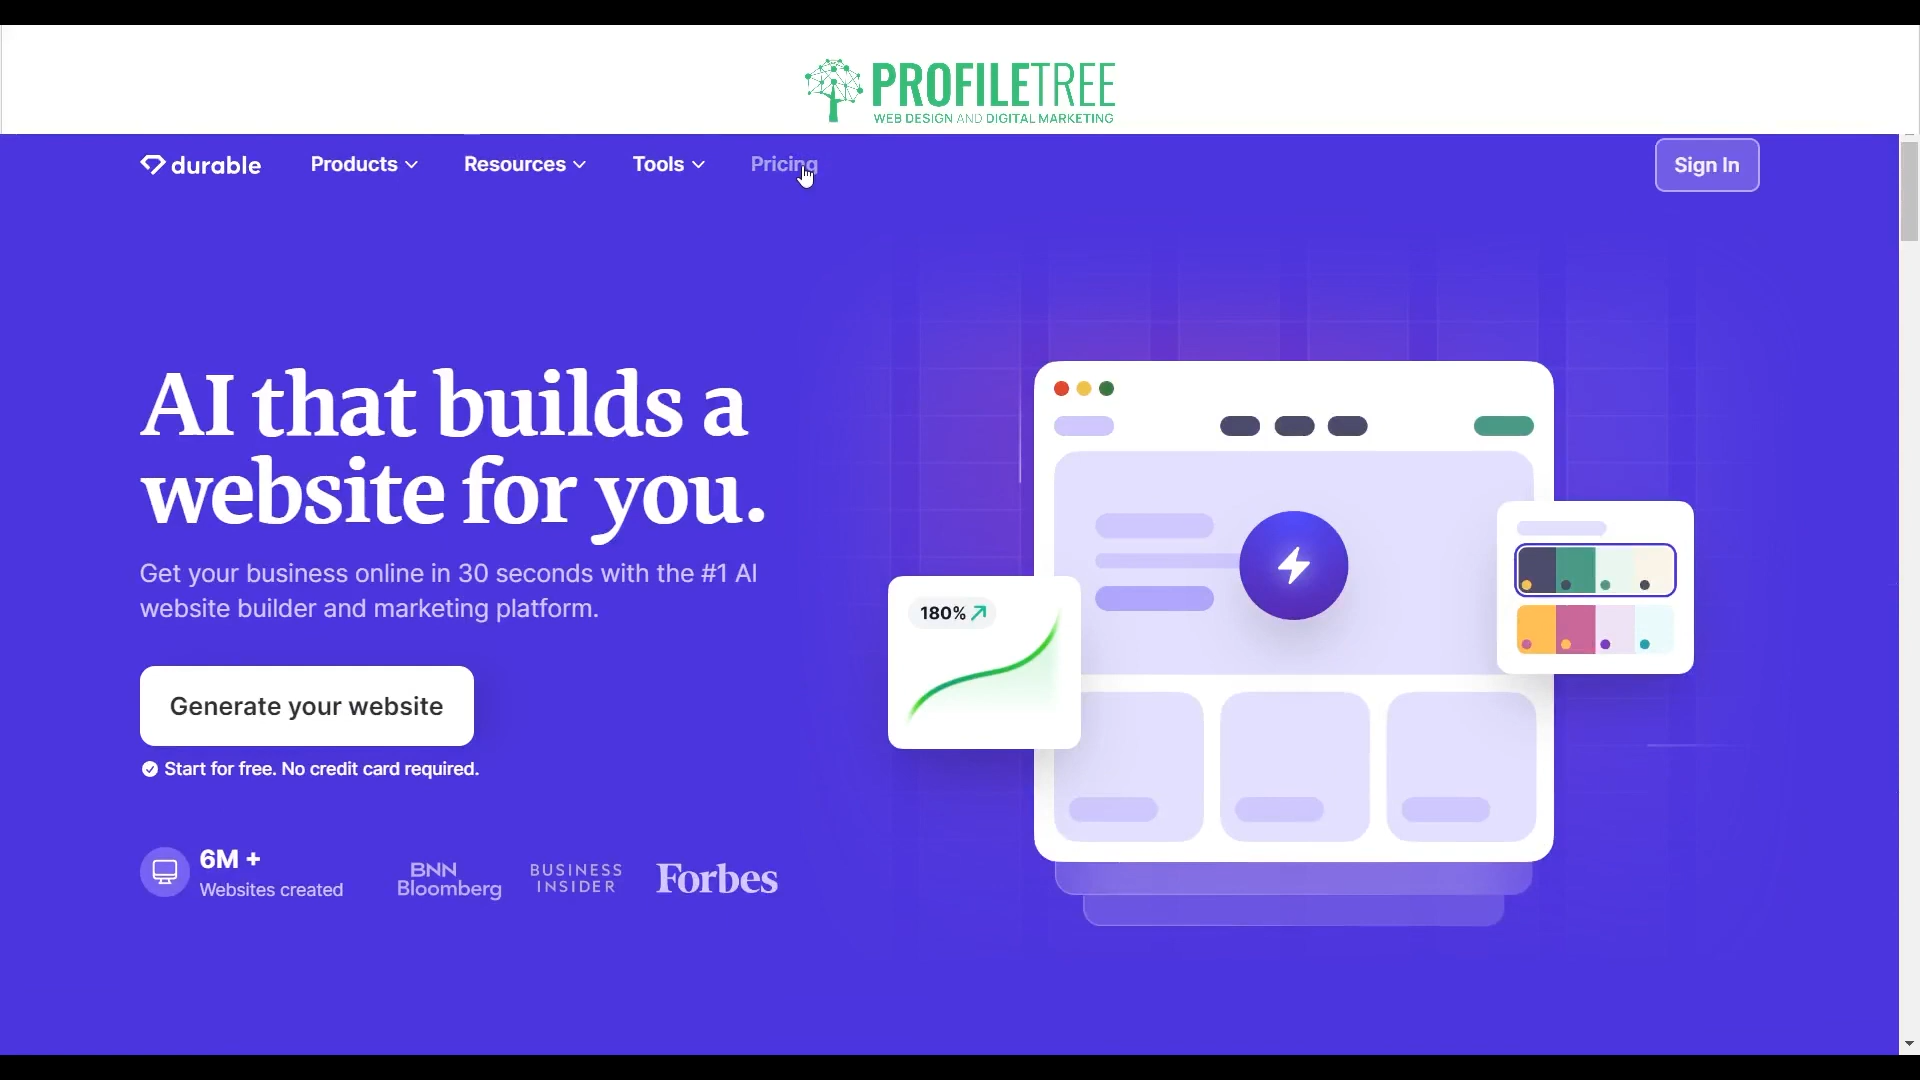 PROFILETREE
WEB DESIGN AND DIGITAL MARKETING
durable Products Resources Tools Pricing Sign In
AI that builds a
website for you.
Get your business online in 30 seconds with the #1 AI
website builder and marketing platform.
180%
Generate your website
Start for free. No credit card required.
6M +
Websites created
BNN
Bloomberg
BUSINESS
INSIDER
Forbes